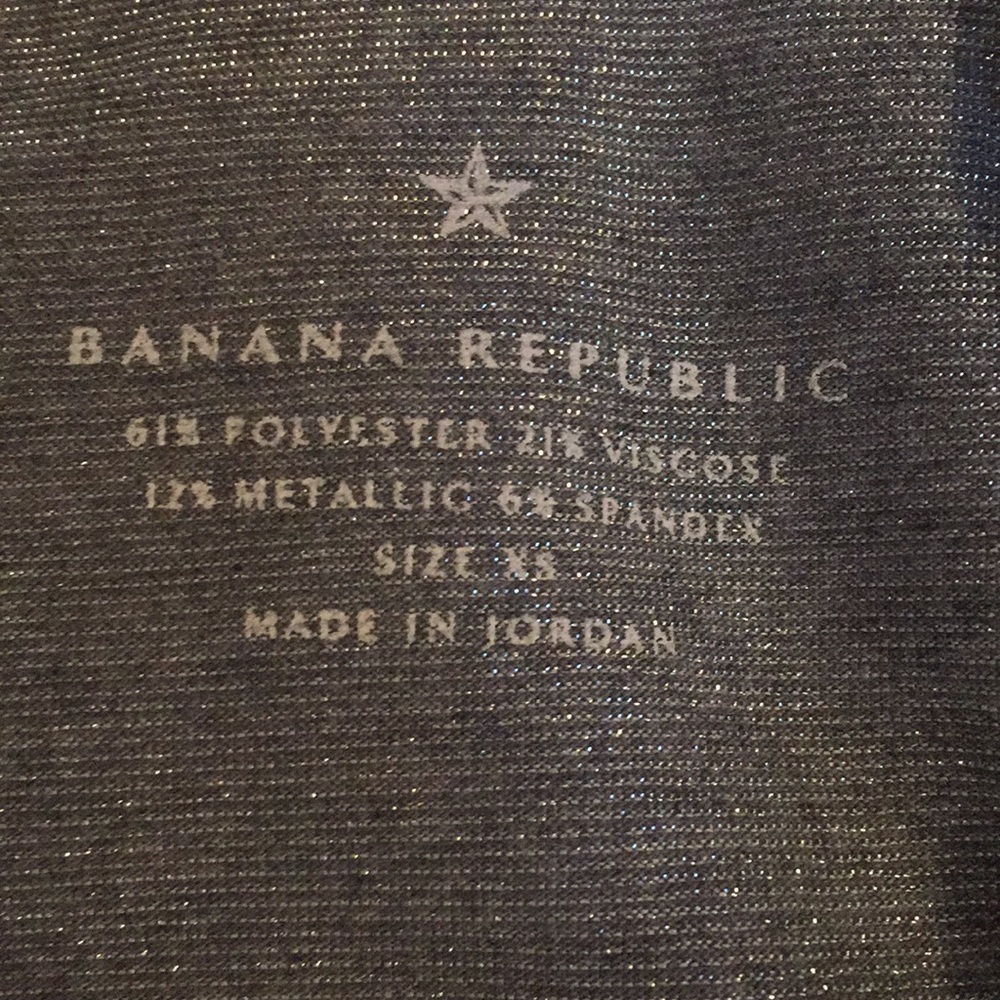 BANANA REPUBLIC
61% POLYESTER 21% VISCOSE
12% METALLIC 6% SPANDEX
SIZE XS
MADE IN JORDAN